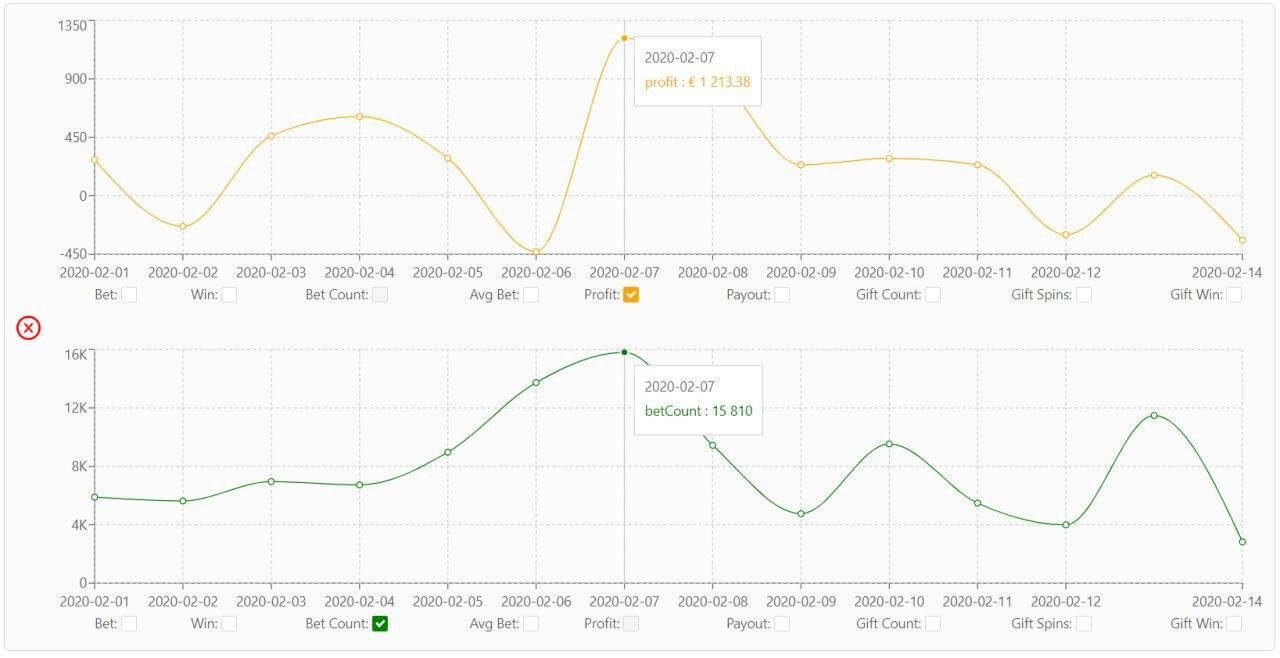 1350
2020-02-07
profit : € 1 213.38
900
450
0
-450
2020-02-01 2020-02-02 2020-02-03 2020-02-04 2020-02-05 2020-02-06 2020-02-07 2020-02-08 2020-02-09 2020-02-10 2020-02-11 2020-02-12 2020-02-14
Bet: Win: Bet Count: Avg Bet: Profit: Payout: Gift Count: Gift Spins: Gift Win:
16K
2020-02-07
betCount : 15 810
12K
8K
4K
0
2020-02-01 2020-02-02 2020-02-03 2020-02-04 2020-02-05 2020-02-06 2020-02-07 2020-02-08 2020-02-09 2020-02-10 2020-02-11 2020-02-12 2020-02-14
Bet: Win: Bet Count: Avg Bet: Profit: Payout: Gift Count: Gift Spins: Gift Win: